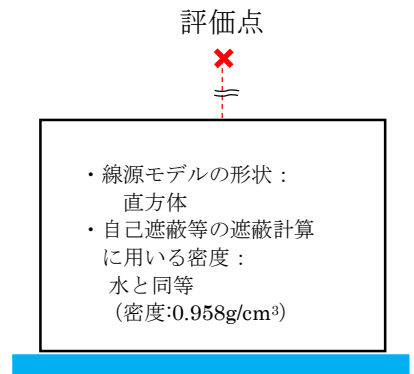 評価点
・線源モデルの形状：
直方体
・自己遮蔽等の遮蔽計算
に用いる密度：
水と同等
（密度:0.958g/cm³）